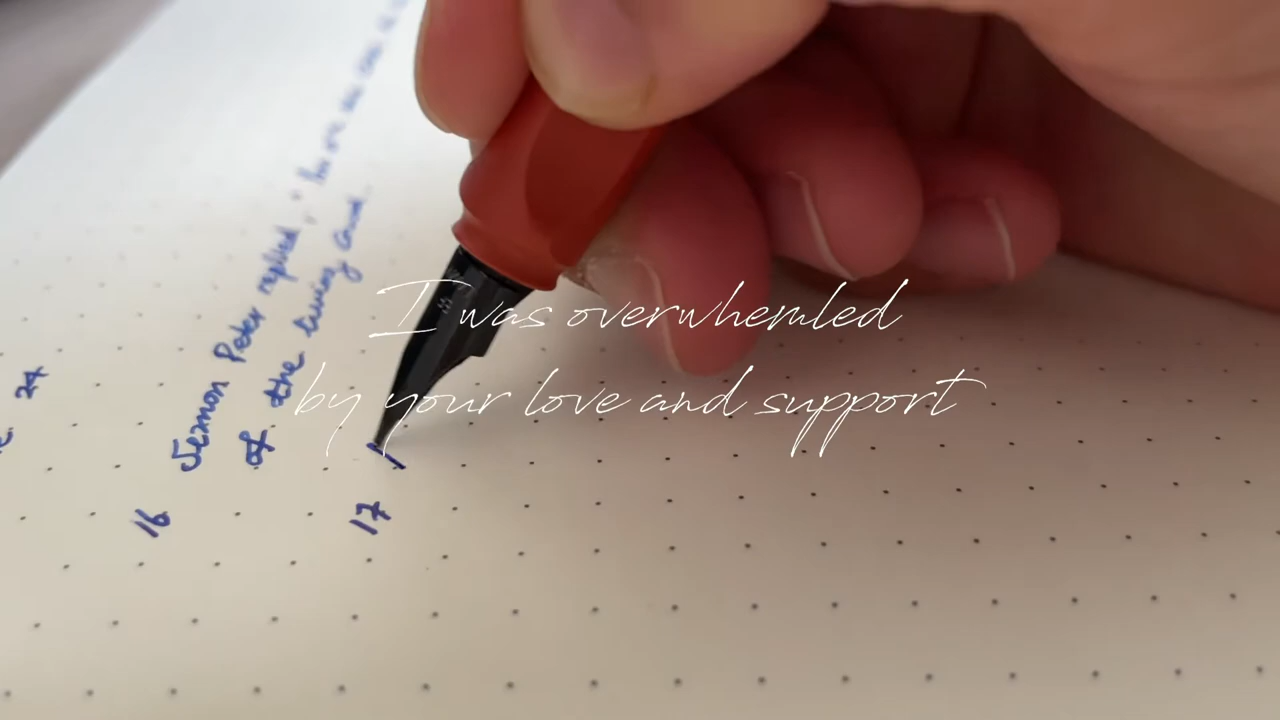 I was overwhemled
by your love and support
24
16 Simon Peter replied, "
of the living God.
17